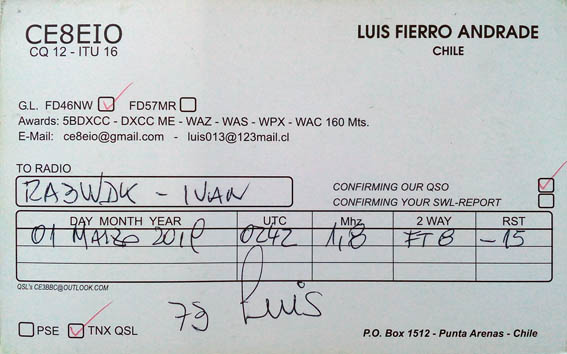 CE8EIO
CQ 12 - ITU 16
LUIS FIERRO ANDRADE
CHILE
G.L. FD46NW FD57MR
Awards: 5BDXCC - DXCC ME - WAZ - WAS - WPX - WAC 160 Mts.
E-Mail: ce8eio@gmail.com - luis013@123mail.cl
TO RADIO
RA3WDK - IVAN
CONFIRMING OUR QSO
CONFIRMING YOUR SWL-REPORT
DAY MONTH YEAR UTC Mhz 2 WAY RST
01 MARZO 0242 1,8 FT8 -15
QSL's CE3BBC@OUTLOOK.COM
73 Luis
PSE TNX QSL
P.O. Box 1512 - Punta Arenas - Chile